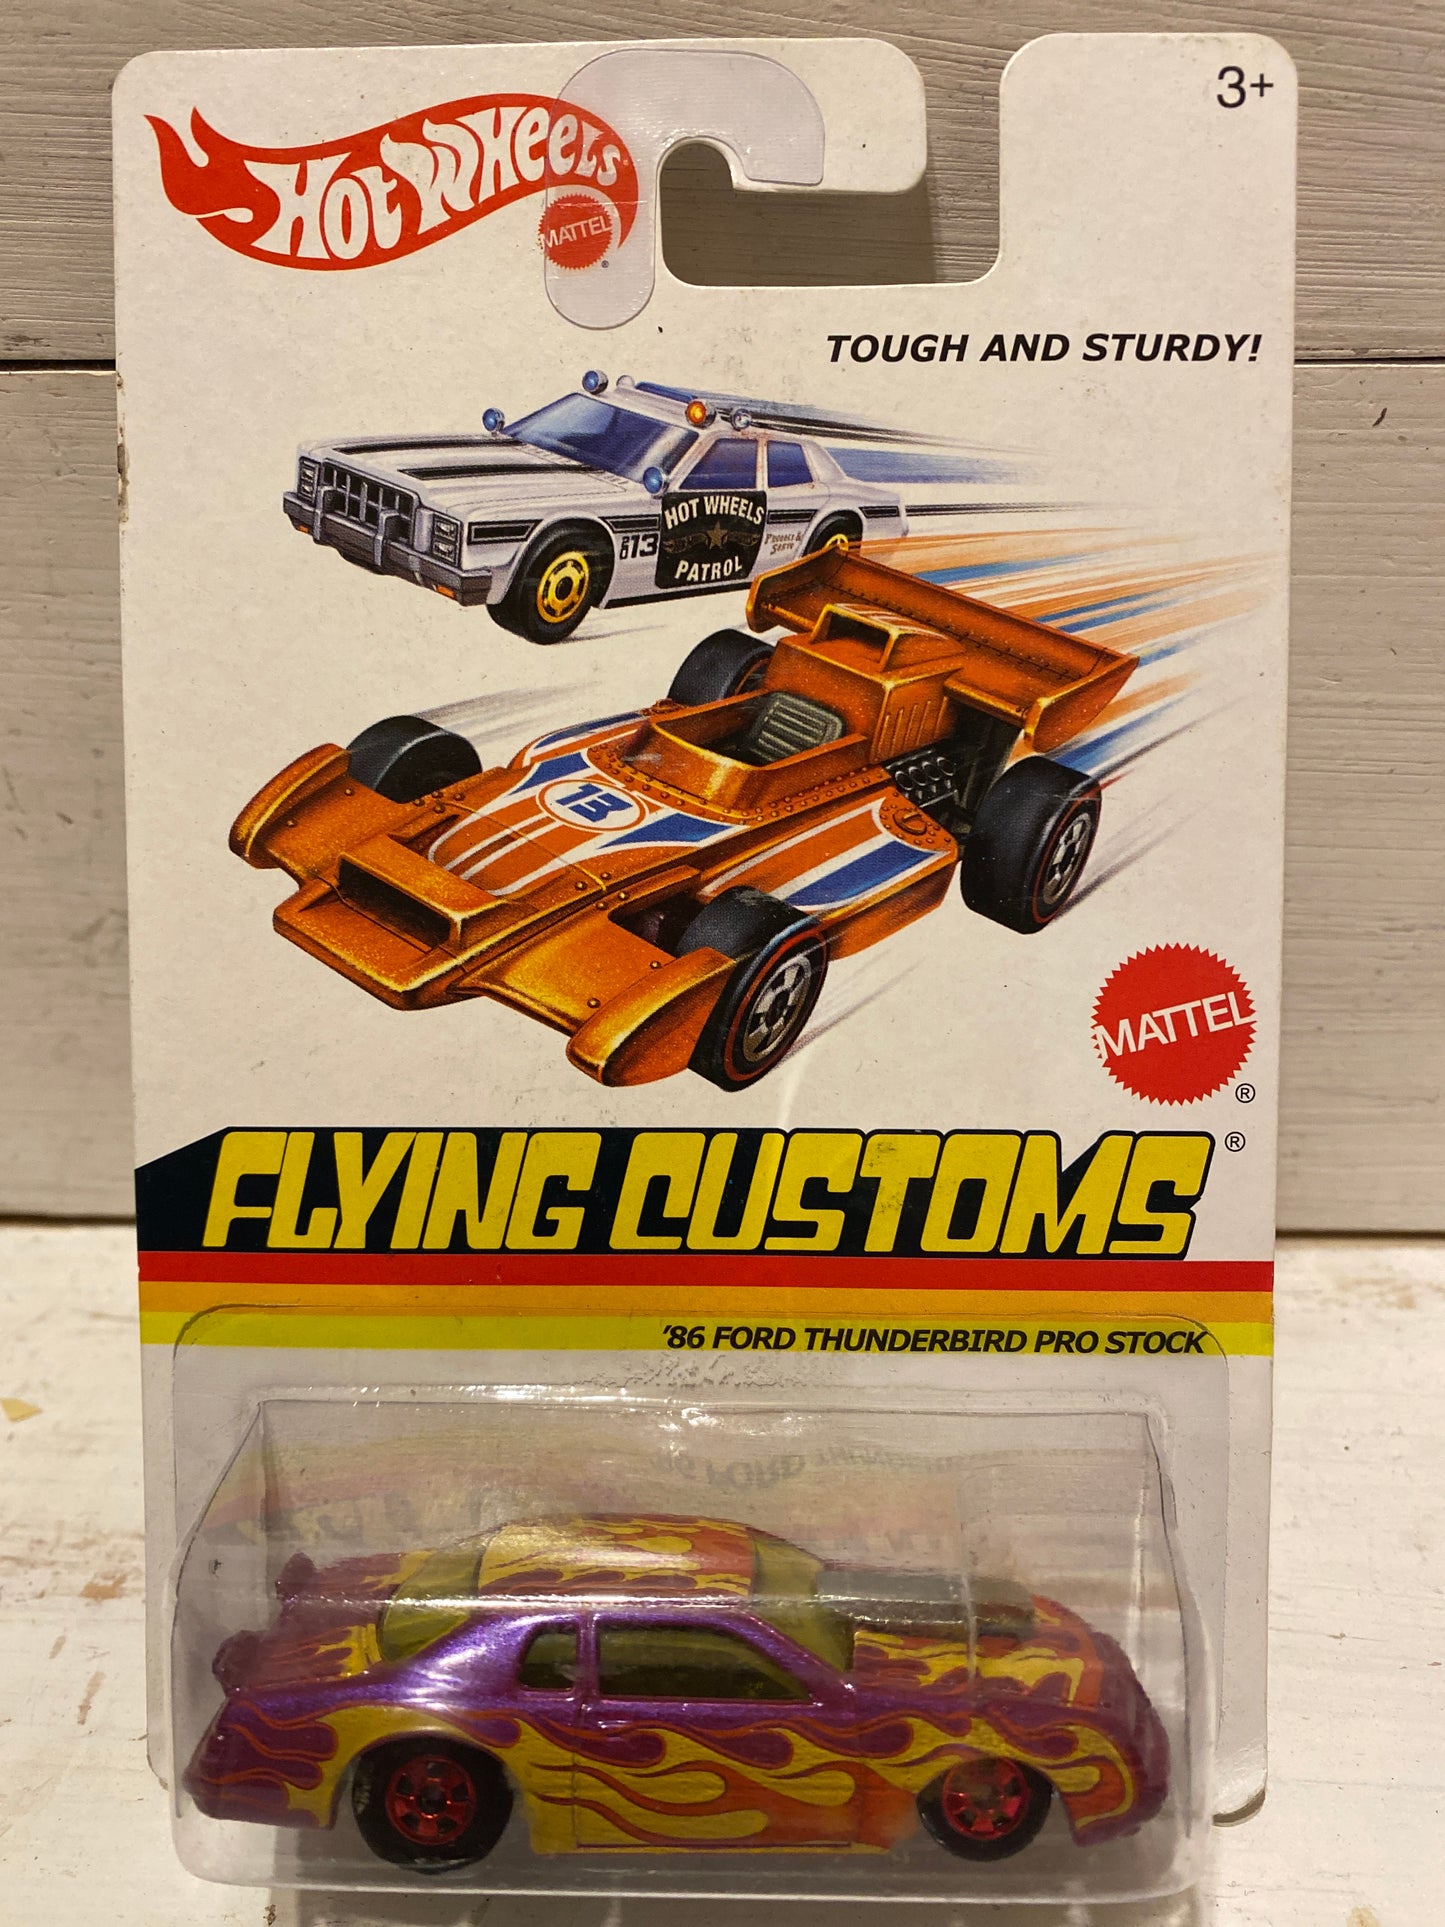 3+
HOT WHEELS
MATTEL
®
TOUGH AND STURDY!
HOT WHEELS
PATROL
13
13
MATTEL
®
FLYING CUSTOMS®
'86 FORD THUNDERBIRD PRO STOCK